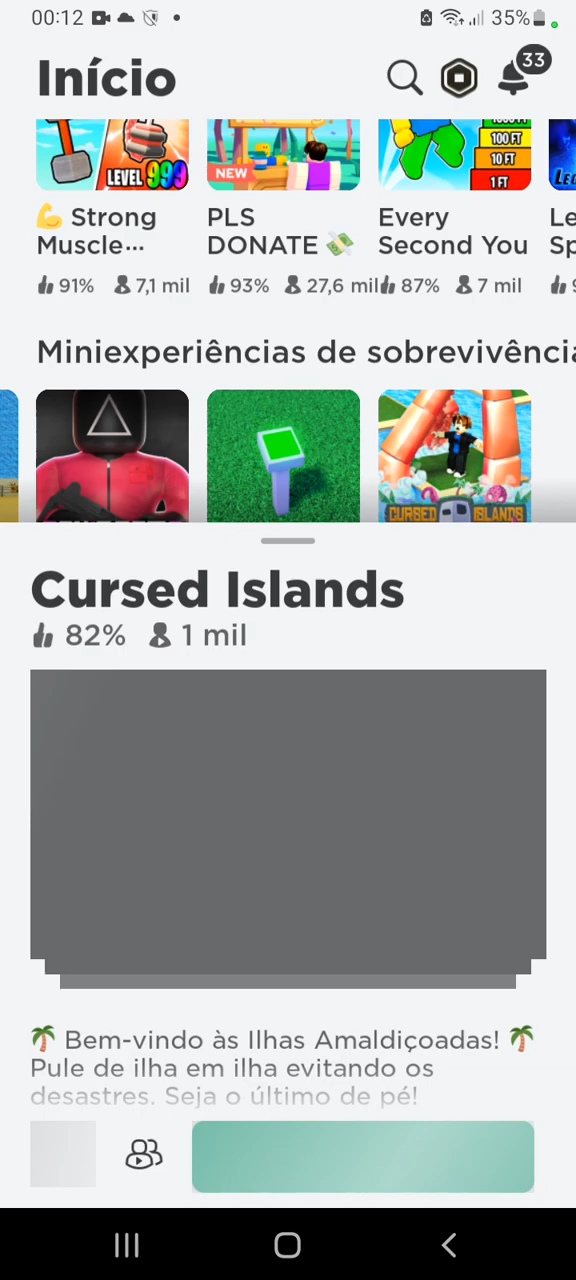 00:12
35%
Início
33
LEVEL 999
NEW
100 FT
10 FT
1 FT
💪 Strong Muscle...
PLS DONATE 💸
Every Second You
Le
Sp
91% 7,1 mil
93% 27,6 mil
87% 7 mil
Miniexperiências de sobrevivência
CURSED ISLANDS
Cursed Islands
82% 1 mil
🌴 Bem-vindo às Ilhas Amaldiçoadas! 🌴
Pule de ilha em ilha evitando os
desastres. Seja o último de pé!